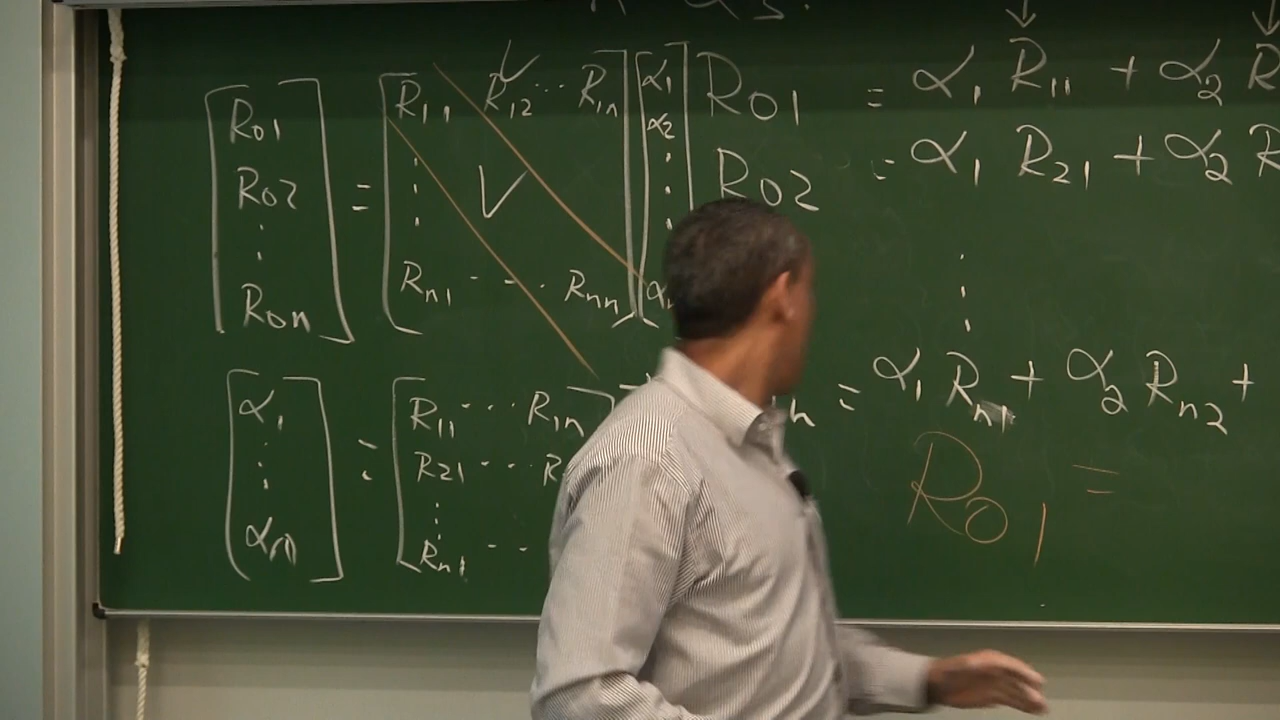 [R01 R02 ⋮ R0n] = [R11 R12 ... R1n ⋮ Rn1 ... Rnn] [α1 α2 ⋮
R01 = α1 R11 + α2
R02 = α1 R21 + α2
⋮
= α1 Rn1 + α2 Rn2 +
[α1 ⋮ αn] = [R11 ... R1n R21 ... ⋮ Rn1 ...
R01 =